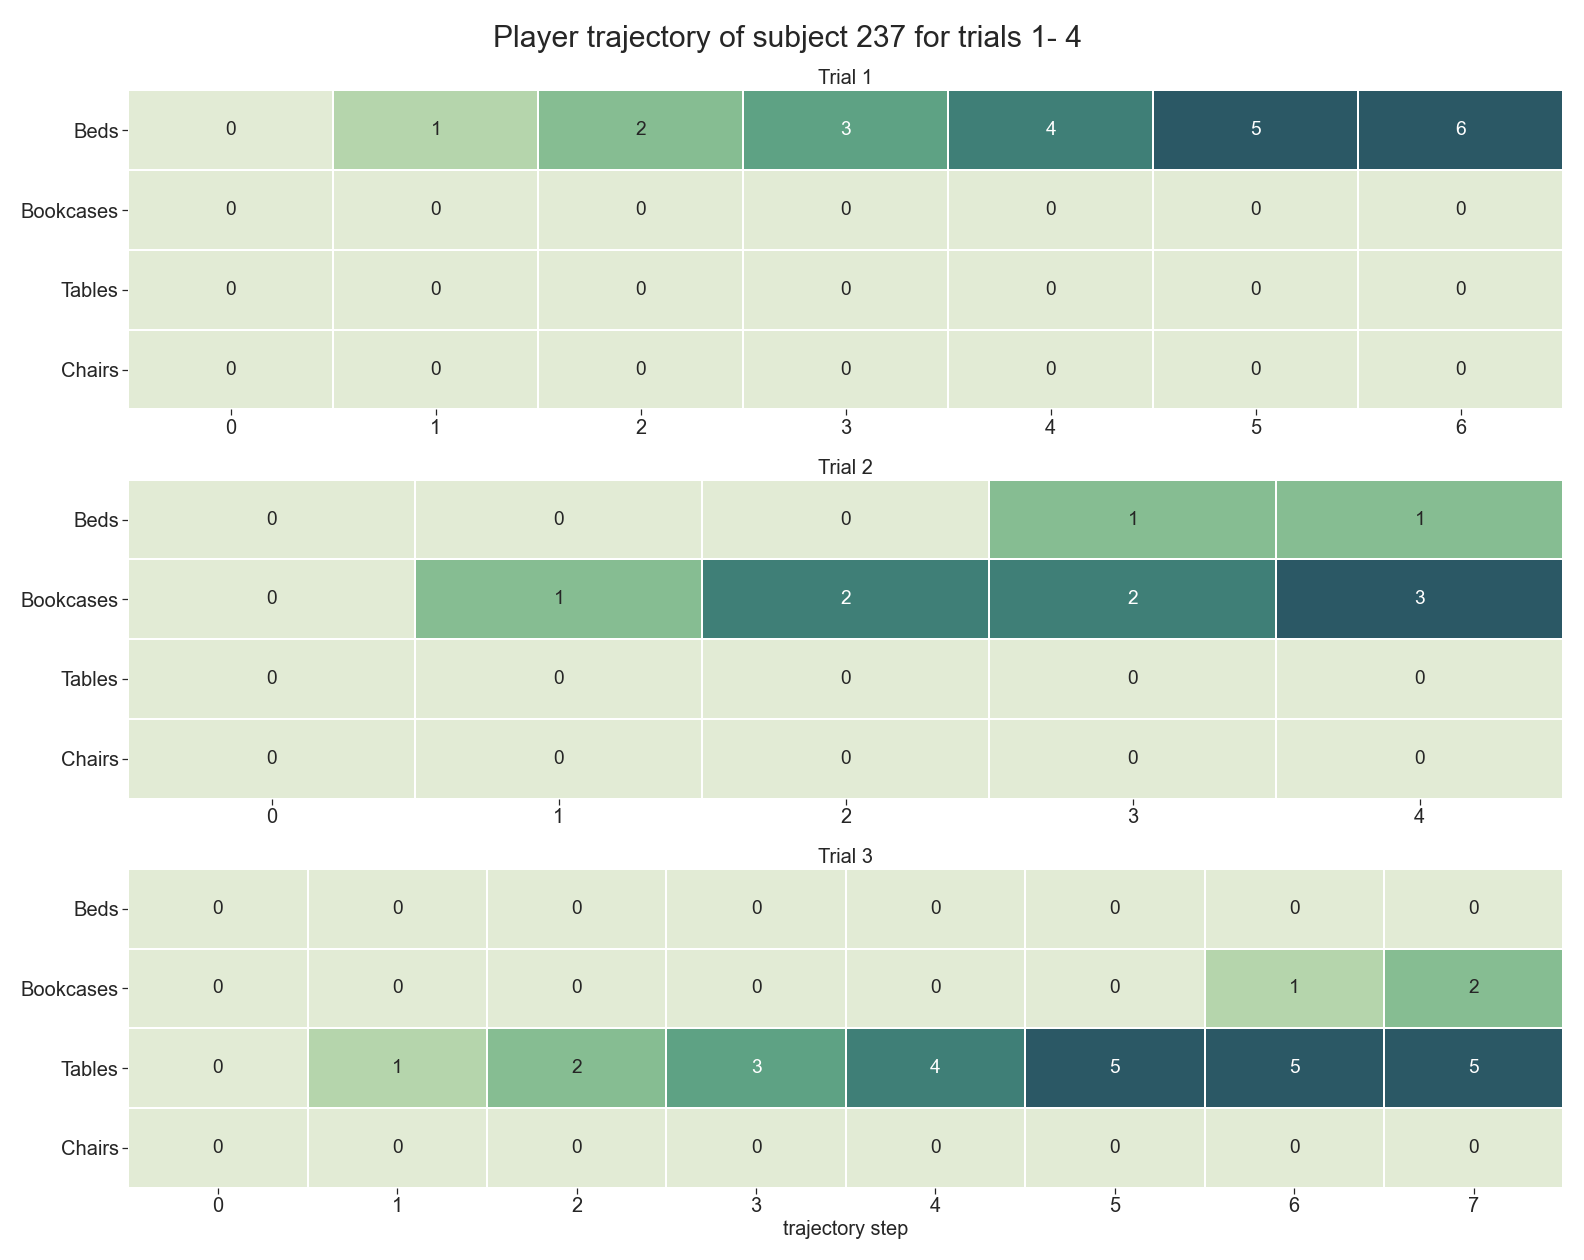 Player trajectory of subject 237 for trials 1- 4
Trial 1
Beds 0 1 2 3 4 5 6
Bookcases 0 0 0 0 0 0 0
Tables 0 0 0 0 0 0 0
Chairs 0 0 0 0 0 0 0
0 1 2 3 4 5 6
Trial 2
Beds 0 0 0 1 1
Bookcases 0 1 2 2 3
Tables 0 0 0 0 0
Chairs 0 0 0 0 0
0 1 2 3 4
Trial 3
Beds 0 0 0 0 0 0 0 0
Bookcases 0 0 0 0 0 0 1 2
Tables 0 1 2 3 4 5 5 5
Chairs 0 0 0 0 0 0 0 0
0 1 2 3 4 5 6 7
trajectory step